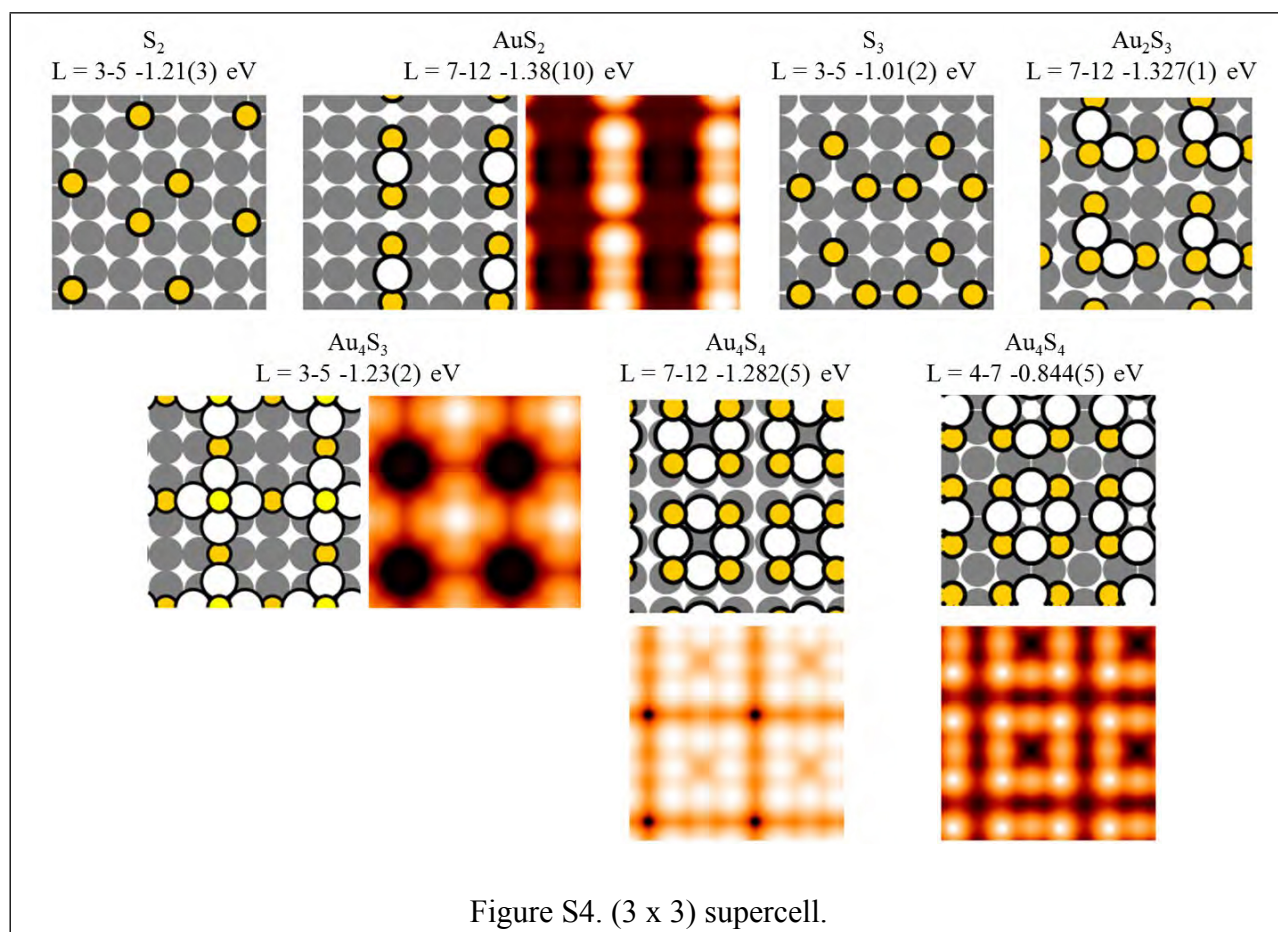 S₂
L = 3-5 -1.21(3) eV
AuS₂
L = 7-12 -1.38(10) eV
S₃
L = 3-5 -1.01(2) eV
Au₂S₃
L = 7-12 -1.327(1) eV
Au₄S₃
L = 3-5 -1.23(2) eV
Au₄S₄
L = 7-12 -1.282(5) eV
Au₄S₄
L = 4-7 -0.844(5) eV
Figure S4. (3 x 3) supercell.